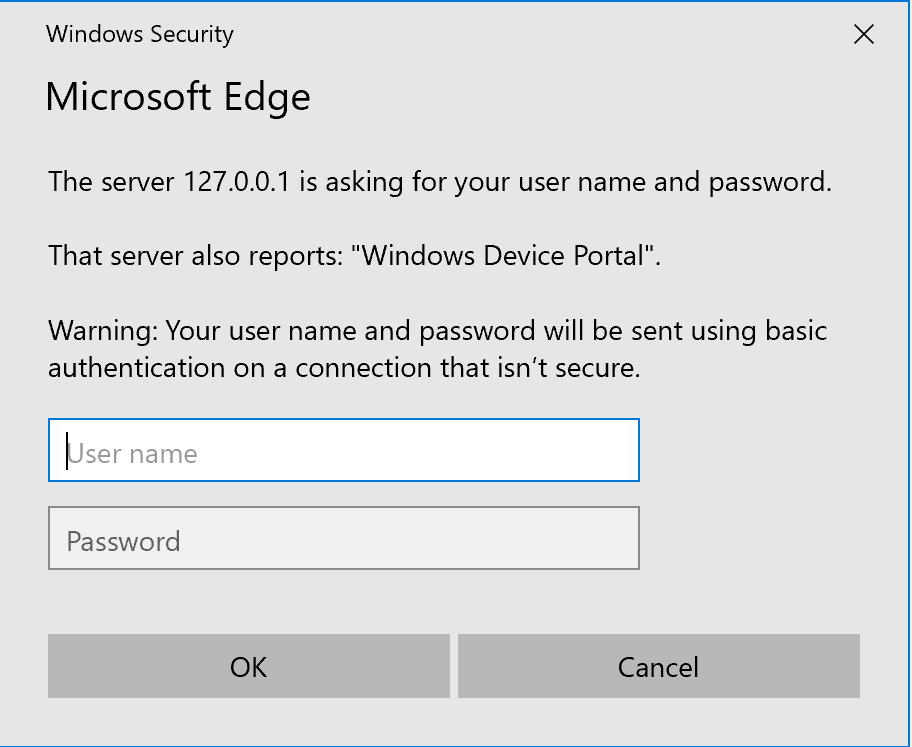 Windows Security
Microsoft Edge
The server 127.0.0.1 is asking for your user name and password.
That server also reports: "Windows Device Portal".
Warning: Your user name and password will be sent using basic
authentication on a connection that isn’t secure.
User name
Password
OK
Cancel